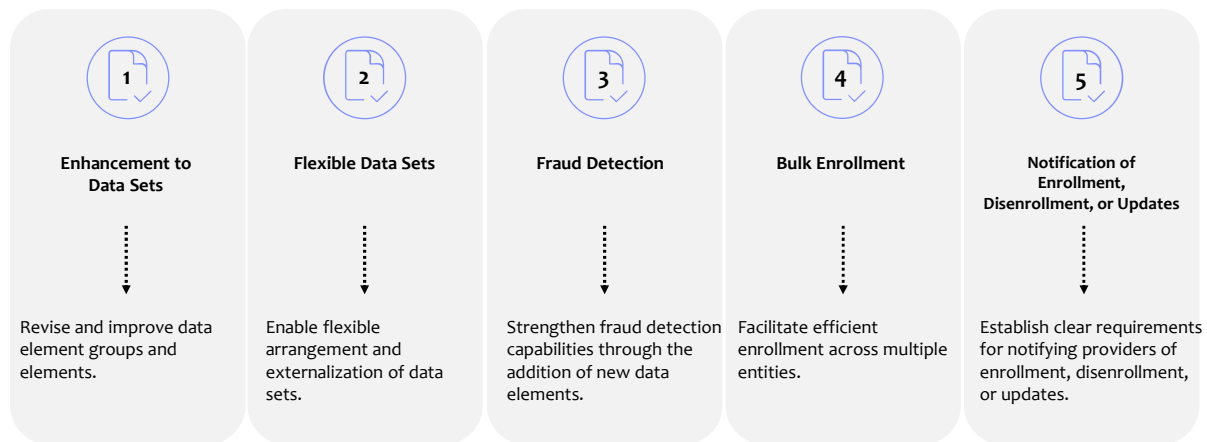 1
Enhancement to
Data Sets
Revise and improve data
element groups and
elements.
2
Flexible Data Sets
Enable flexible
arrangement and
externalization of data
sets.
3
Fraud Detection
Strengthen fraud detection
capabilities through the
addition of new data
elements.
4
Bulk Enrollment
Facilitate efficient
enrollment across multiple
entities.
5
Notification of
Enrollment,
Disenrollment, or Updates
Establish clear requirements
for notifying providers of
enrollment, disenrollment,
or updates.